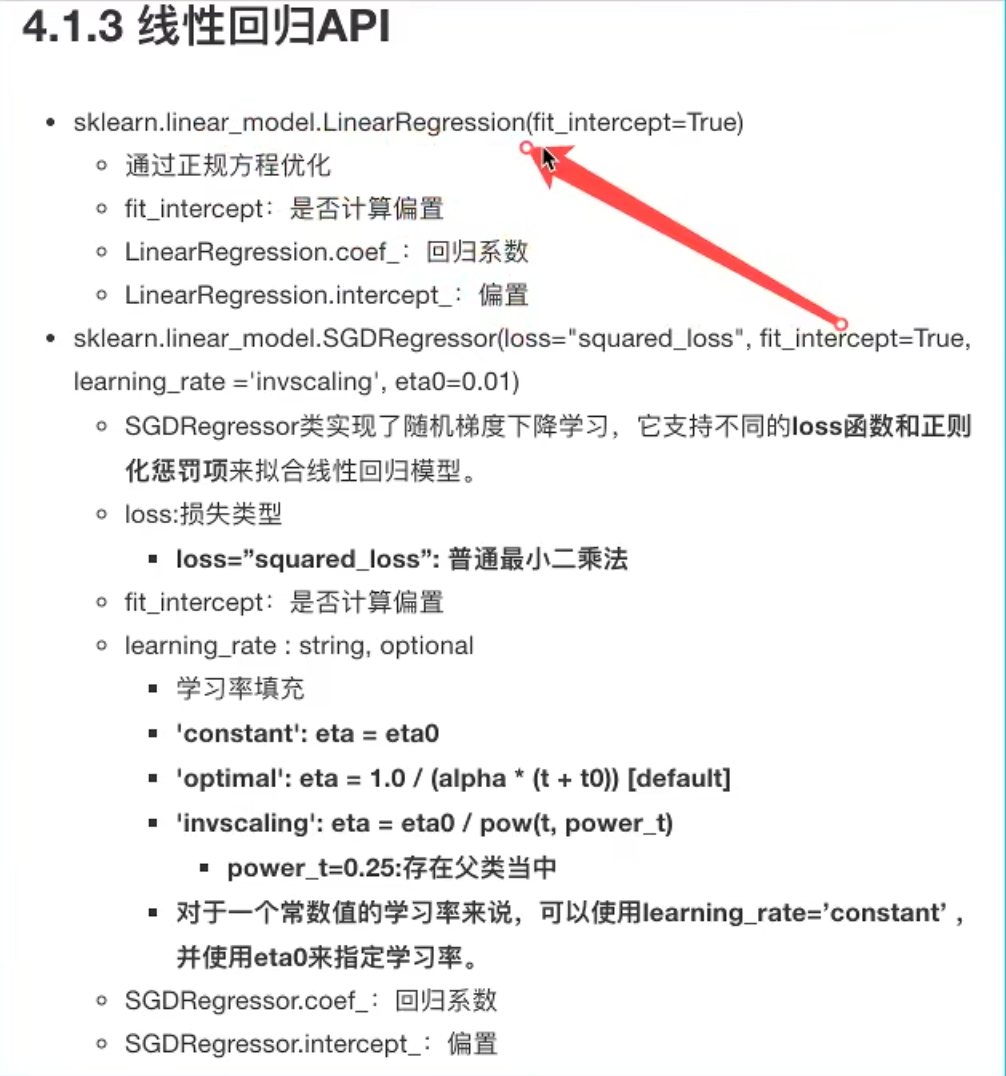 4.1.3 线性回归API
• sklearn.linear_model.LinearRegression(fit_intercept=True)
◦ 通过正规方程优化
◦ fit_intercept：是否计算偏置
◦ LinearRegression.coef_：回归系数
◦ LinearRegression.intercept_：偏置
• sklearn.linear_model.SGDRegressor(loss="squared_loss", fit_intercept=True,
learning_rate ='invscaling', eta0=0.01)
◦ SGDRegressor类实现了随机梯度下降学习，它支持不同的loss函数和正则
化惩罚项来拟合线性回归模型。
◦ loss:损失类型
▪ loss=”squared_loss”: 普通最小二乘法
◦ fit_intercept：是否计算偏置
◦ learning_rate : string, optional
▪ 学习率填充
▪ 'constant': eta = eta0
▪ 'optimal': eta = 1.0 / (alpha * (t + t0)) [default]
▪ 'invscaling': eta = eta0 / pow(t, power_t)
▪ power_t=0.25:存在父类当中
▪ 对于一个常数值的学习率来说，可以使用learning_rate=’constant’ ，
并使用eta0来指定学习率。
◦ SGDRegressor.coef_：回归系数
◦ SGDRegressor.intercept_：偏置